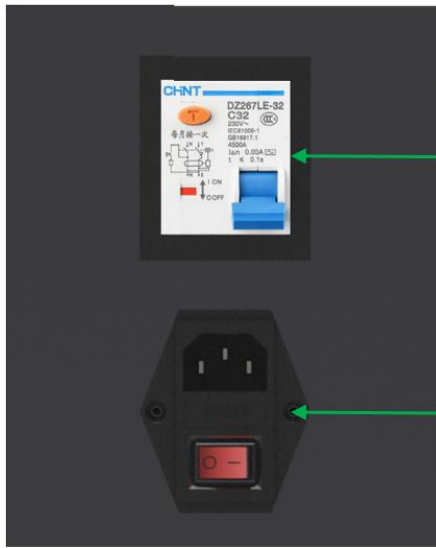 CHNT
DZ267LE-32
C32
230V~
IEC61009-1
GB16917.1
4500A
I∆n 0.03A
t ≤ 0.1s
T
每月按一次
I ON
O OFF
O —